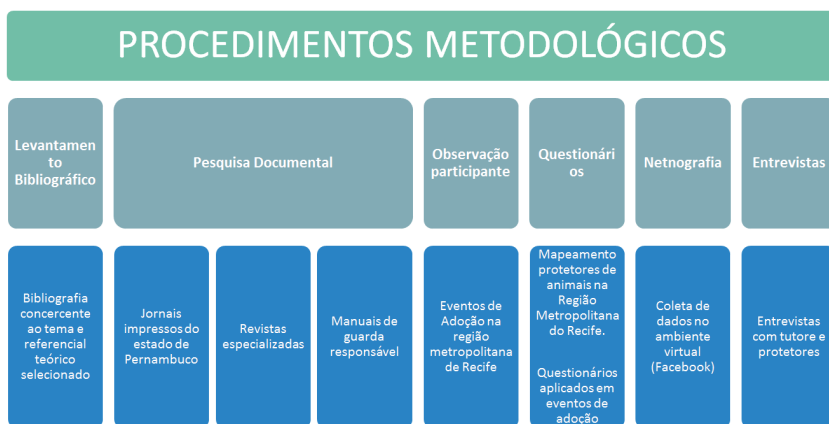 PROCEDIMENTOS METODOLÓGICOS
Levantamen
to
Bibliográfico
Pesquisa Documental
Observação
participante
Questionári
os
Netnografia
Entrevistas
Bibliografia
concercente
ao tema e
referencial
teórico
selecionado
Jornais
impressos do
estado de
Pernambuco
Revistas
especializadas
Manuais de
guarda
responsável
Eventos de
Adoção na
região
metropolitana
de Recife
Mapeamento
protetores de
animais na
Região
Metropolitana
do Recife.
Questionários
aplicados em
eventos de
adoção
Coleta de
dados no
ambiente
virtual
(Facebook)
Entrevistas
com tutore e
protetores